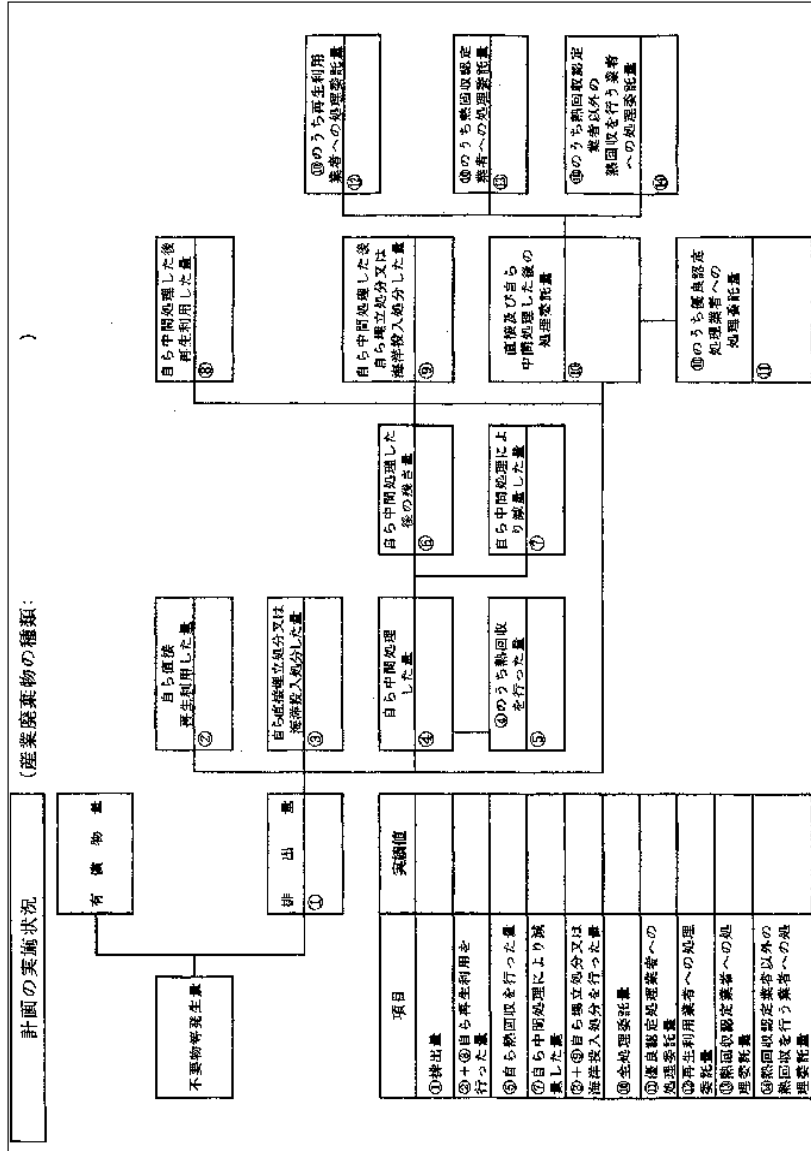 計画の実施状況
(産業廃棄物の種類:
)
不要物等発生量
有償物量
排出量
①
自ら直接
再生利用した量
②
自ら直接埋立処分又は
海洋投入処分した量
③
自ら中間処理
した量
④
④のうち熱回収
を行った量
⑤
自ら中間処理した
後の残さ量
⑥
自ら中間処理によ
り減量した量
⑦
自ら中間処理した後
再生利用した量
⑧
自ら中間処理した後
自ら埋立処分又は
海洋投入処分した量
⑨
直接及び自ら
中間処理した後の
処理委託量
⑩
⑩のうち優良認定
処理業者への
処理委託量
⑪
⑩のうち再生利用
業者への処理委託量
⑫
⑩のうち熱回収認定
業者への処理委託量
⑬
⑩のうち熱回収認定
業者以外の
熱回収を行う業者
への処理委託量
⑭
項目
実績値
①排出量
②+⑧自ら再生利用を
行った量
⑤自ら熱回収を行った量
⑦自ら中間処理により減
量した量
③+⑨自ら埋立処分又は
海洋投入処分を行った量
⑩全処理委託量
⑪優良認定処理業者への
処理委託量
⑫再生利用業者への処理
委託量
⑬熱回収認定業者への処
理委託量
⑭熱回収認定業者以外の
熱回収を行う業者への処
理委託量